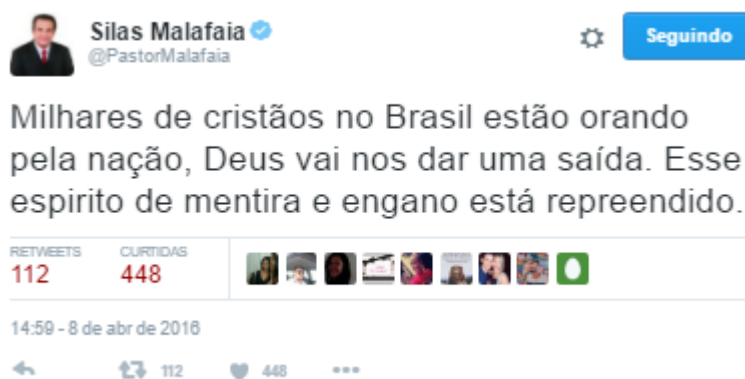 Silas Malafaia
@PastorMalafaia
Seguindo
Milhares de cristãos no Brasil estão orando
pela nação, Deus vai nos dar uma saída. Esse
espirito de mentira e engano está repreendido.
RETWEETS
112
CURTIDAS
448
14:59 - 8 de abr de 2016
112
448